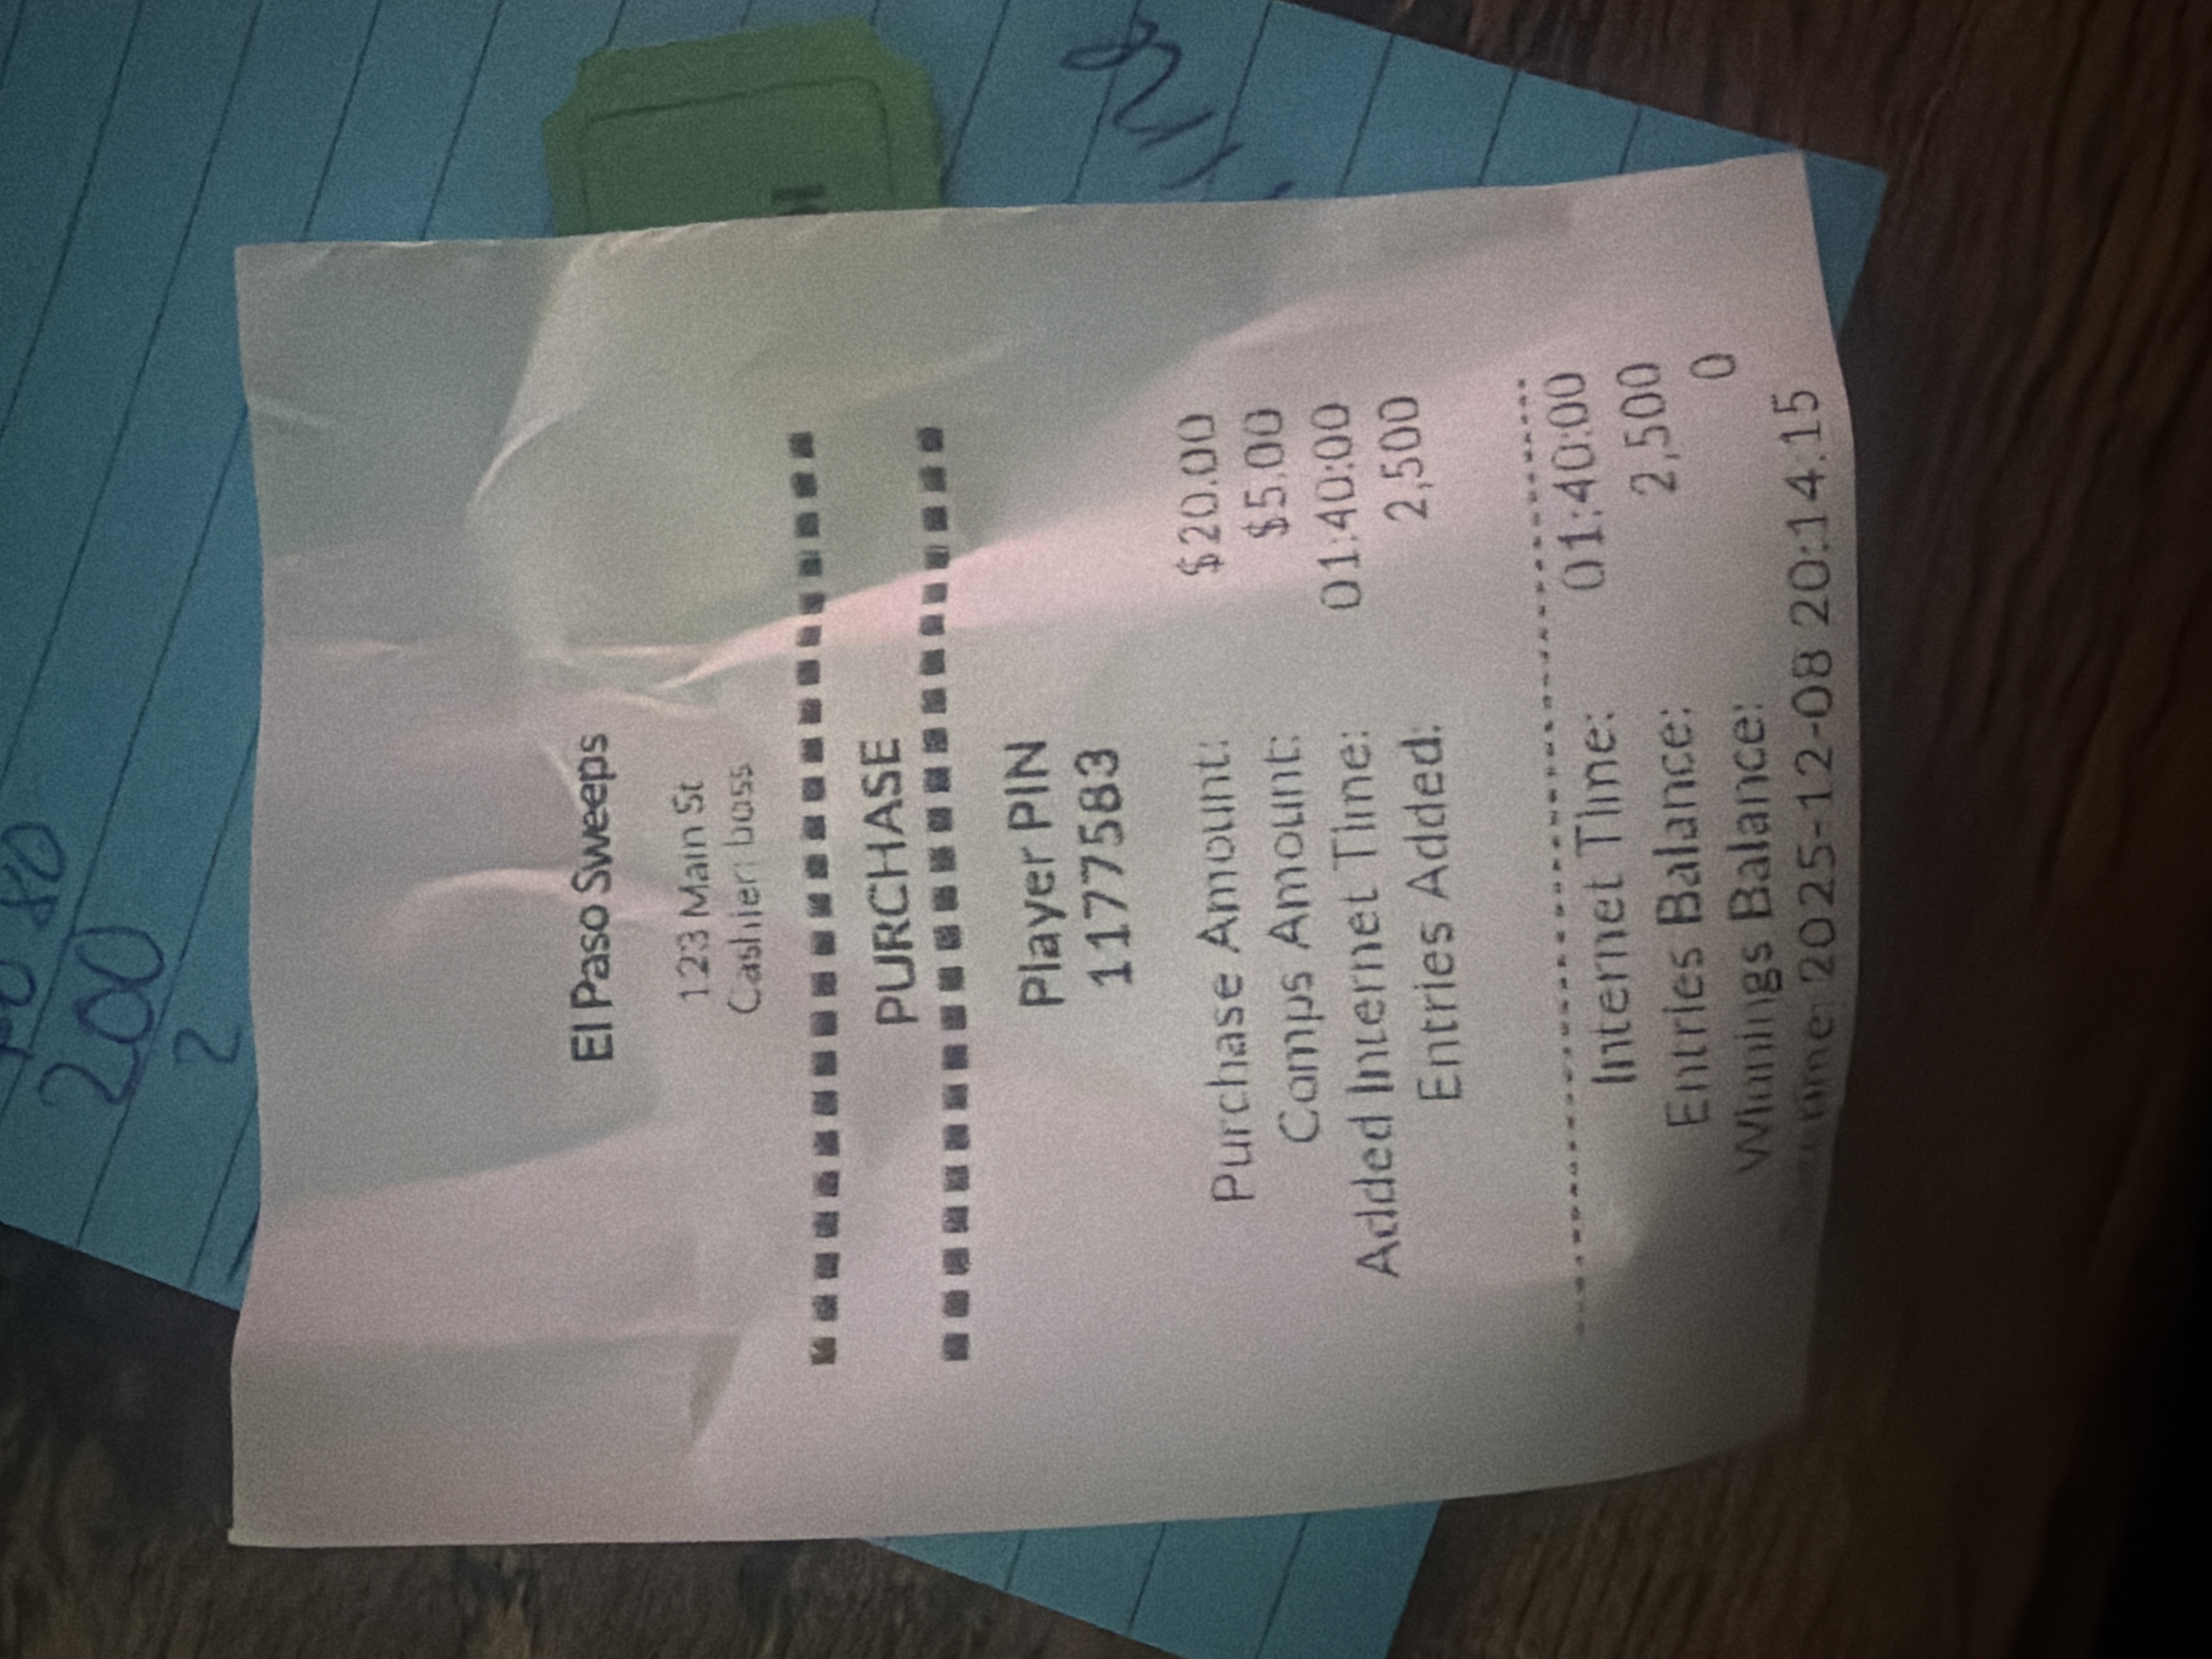 El Paso Sweeps
123 Main St
Cashier: boss
PURCHASE
Player PIN
1177583
Purchase Amount: $20.00
Comps Amount: $5.00
Added Internet Time: 01:40:00
Entries Added: 2,500
Internet Time: 01:40:00
Entries Balance: 2,500
Winnings Balance: 0
Time: 2025-12-08 20:14:15
80
200
2